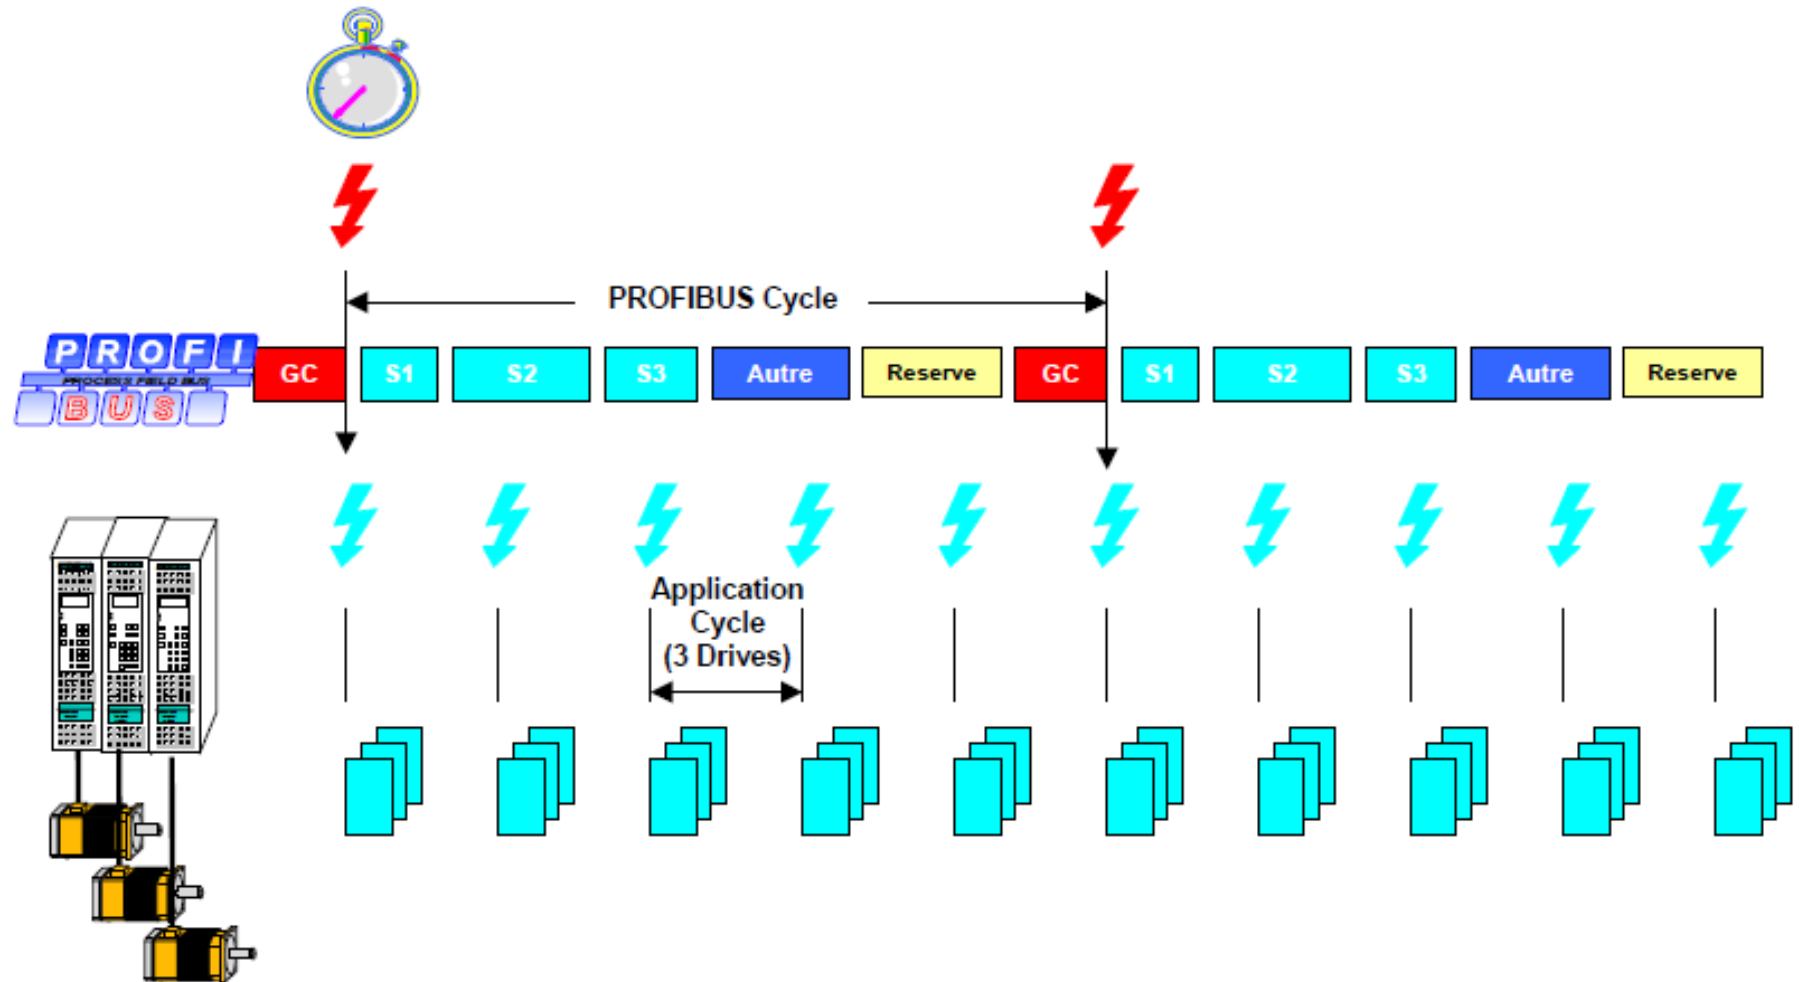 PROFIBUS Cycle
PROFI
PROCESS FIELD BUS
BUS
GC S1 S2 S3 Autre Reserve GC S1 S2 S3 Autre Reserve
Application
Cycle
(3 Drives)